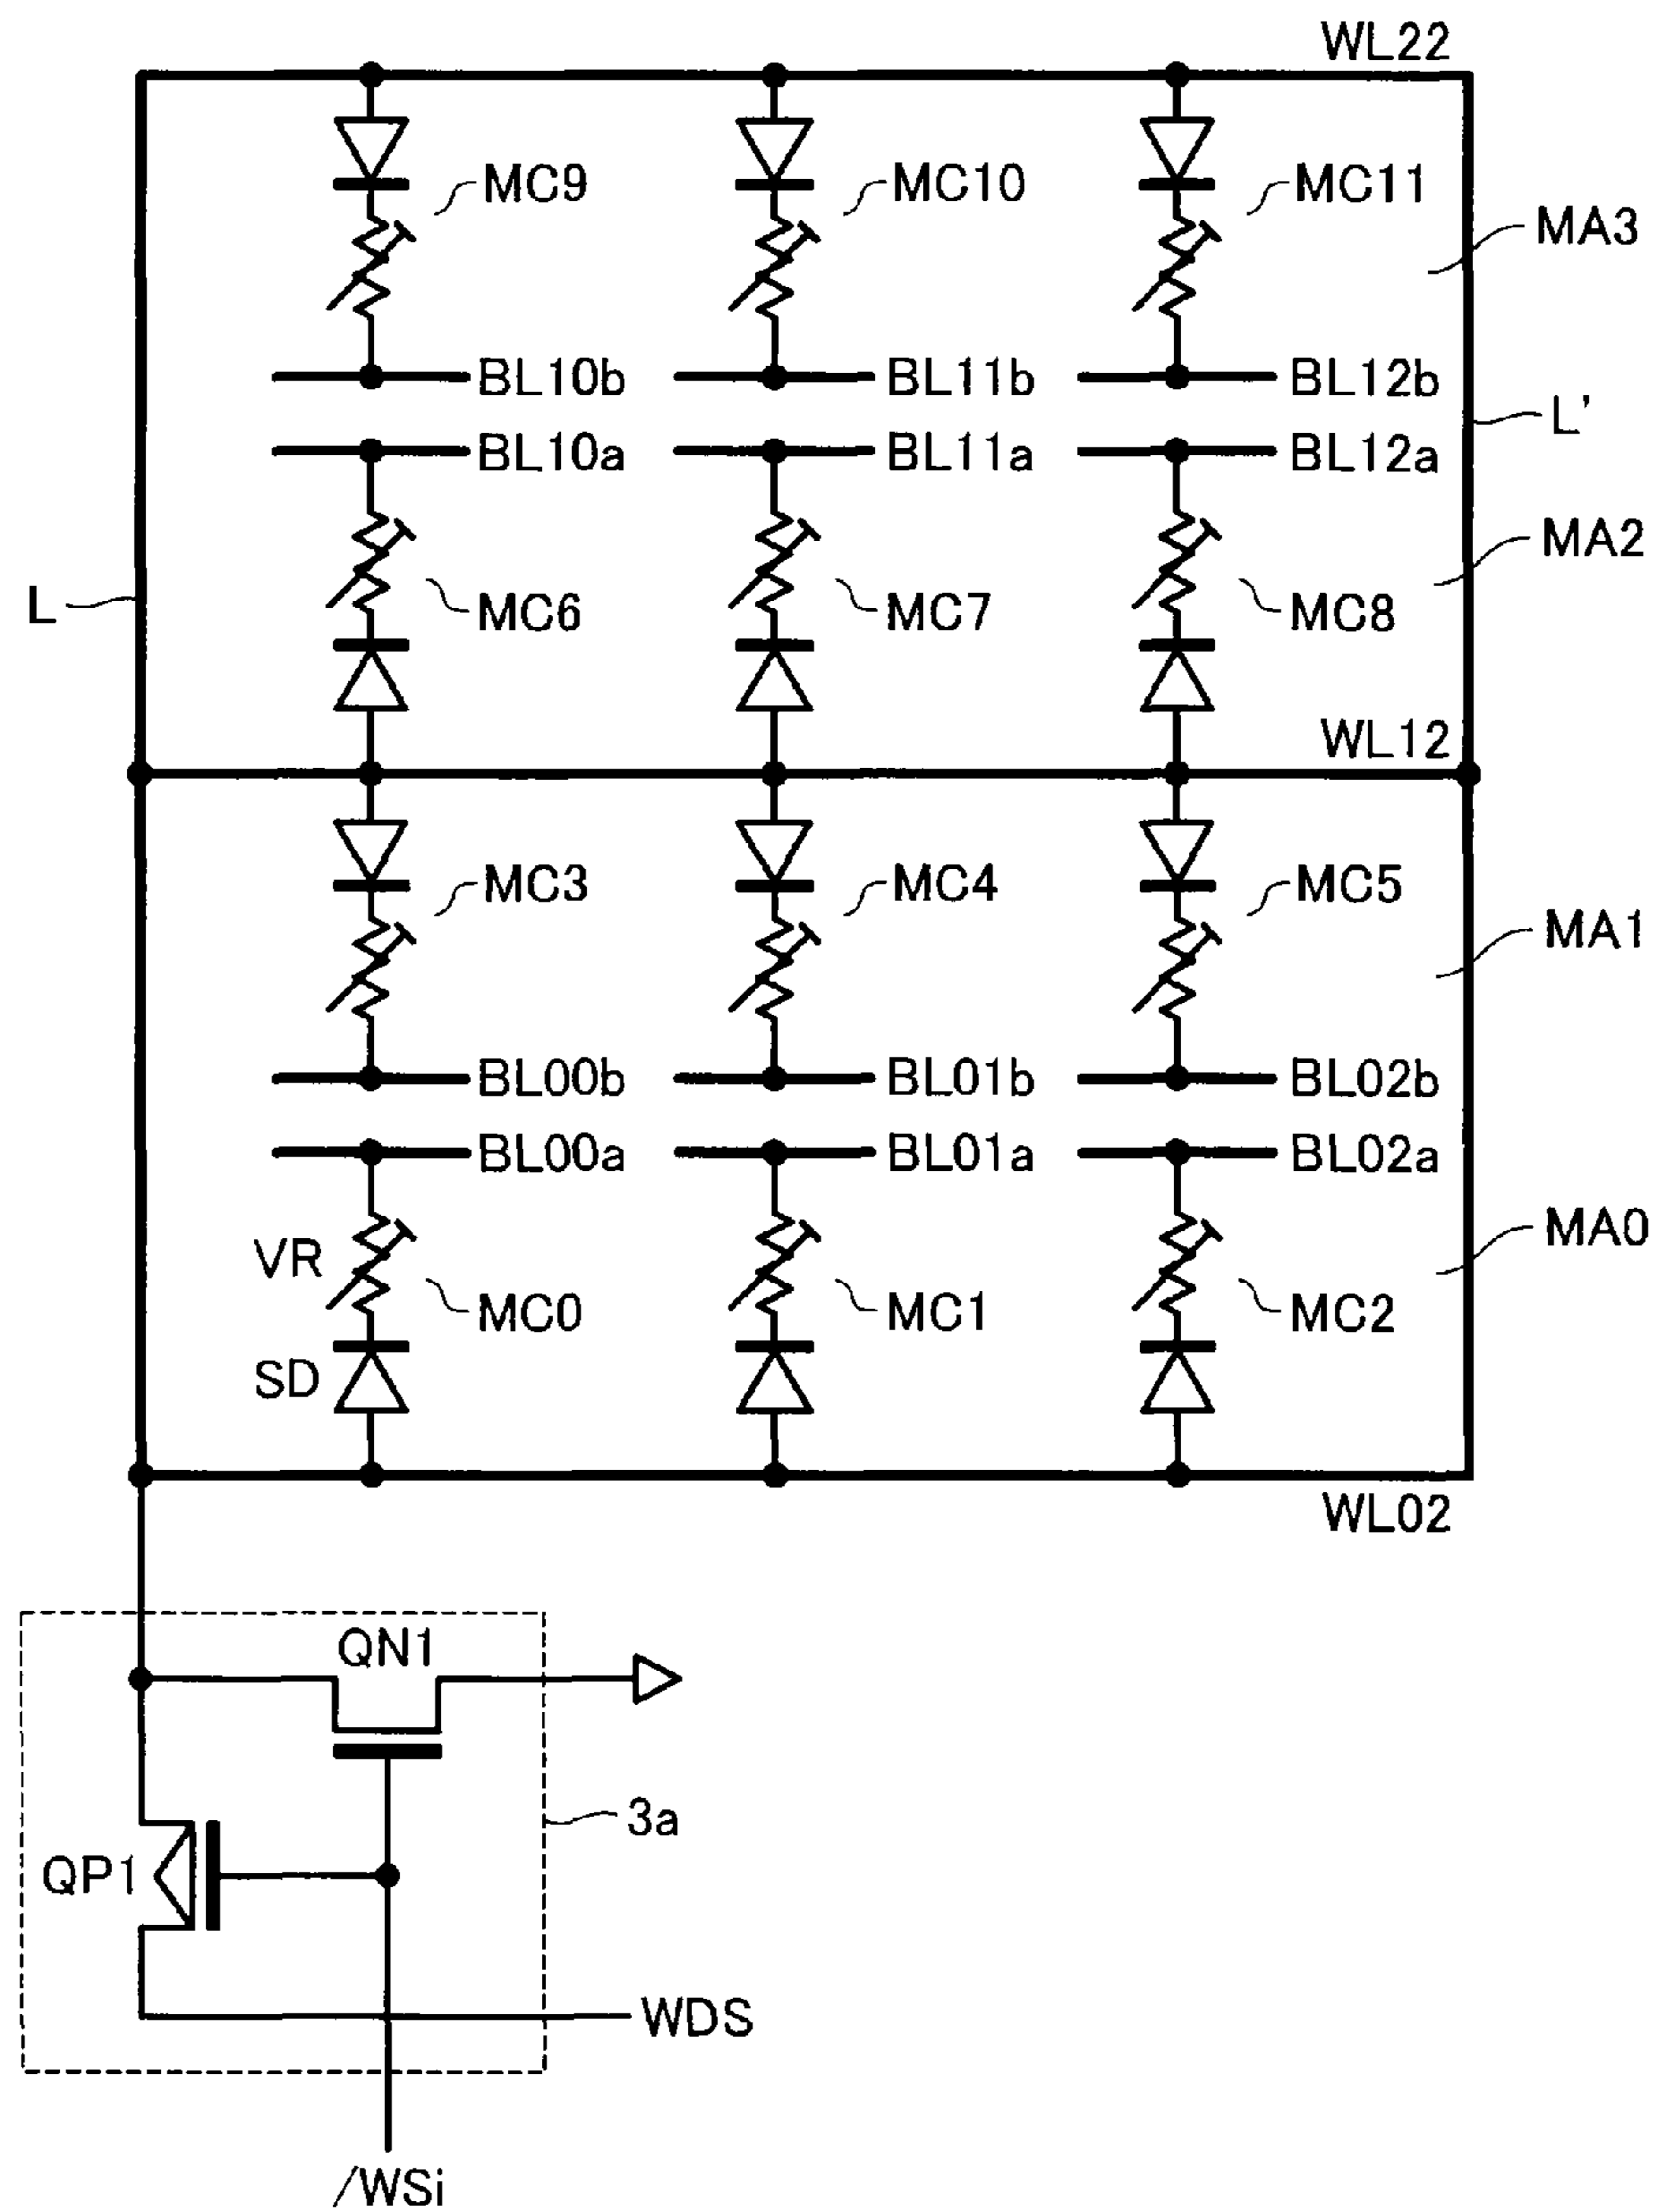 WL22
MC9 MC10 MC11
MA3
BL10b BL11b BL12b
L'
BL10a BL11a BL12a
MA2
L
MC6 MC7 MC8
WL12
MC3 MC4 MC5
MA1
BL00b BL01b BL02b
BL00a BL01a BL02a
MA0
VR
MC0 MC1 MC2
SD
WL02
QN1
3a
QP1
WDS
/WSi